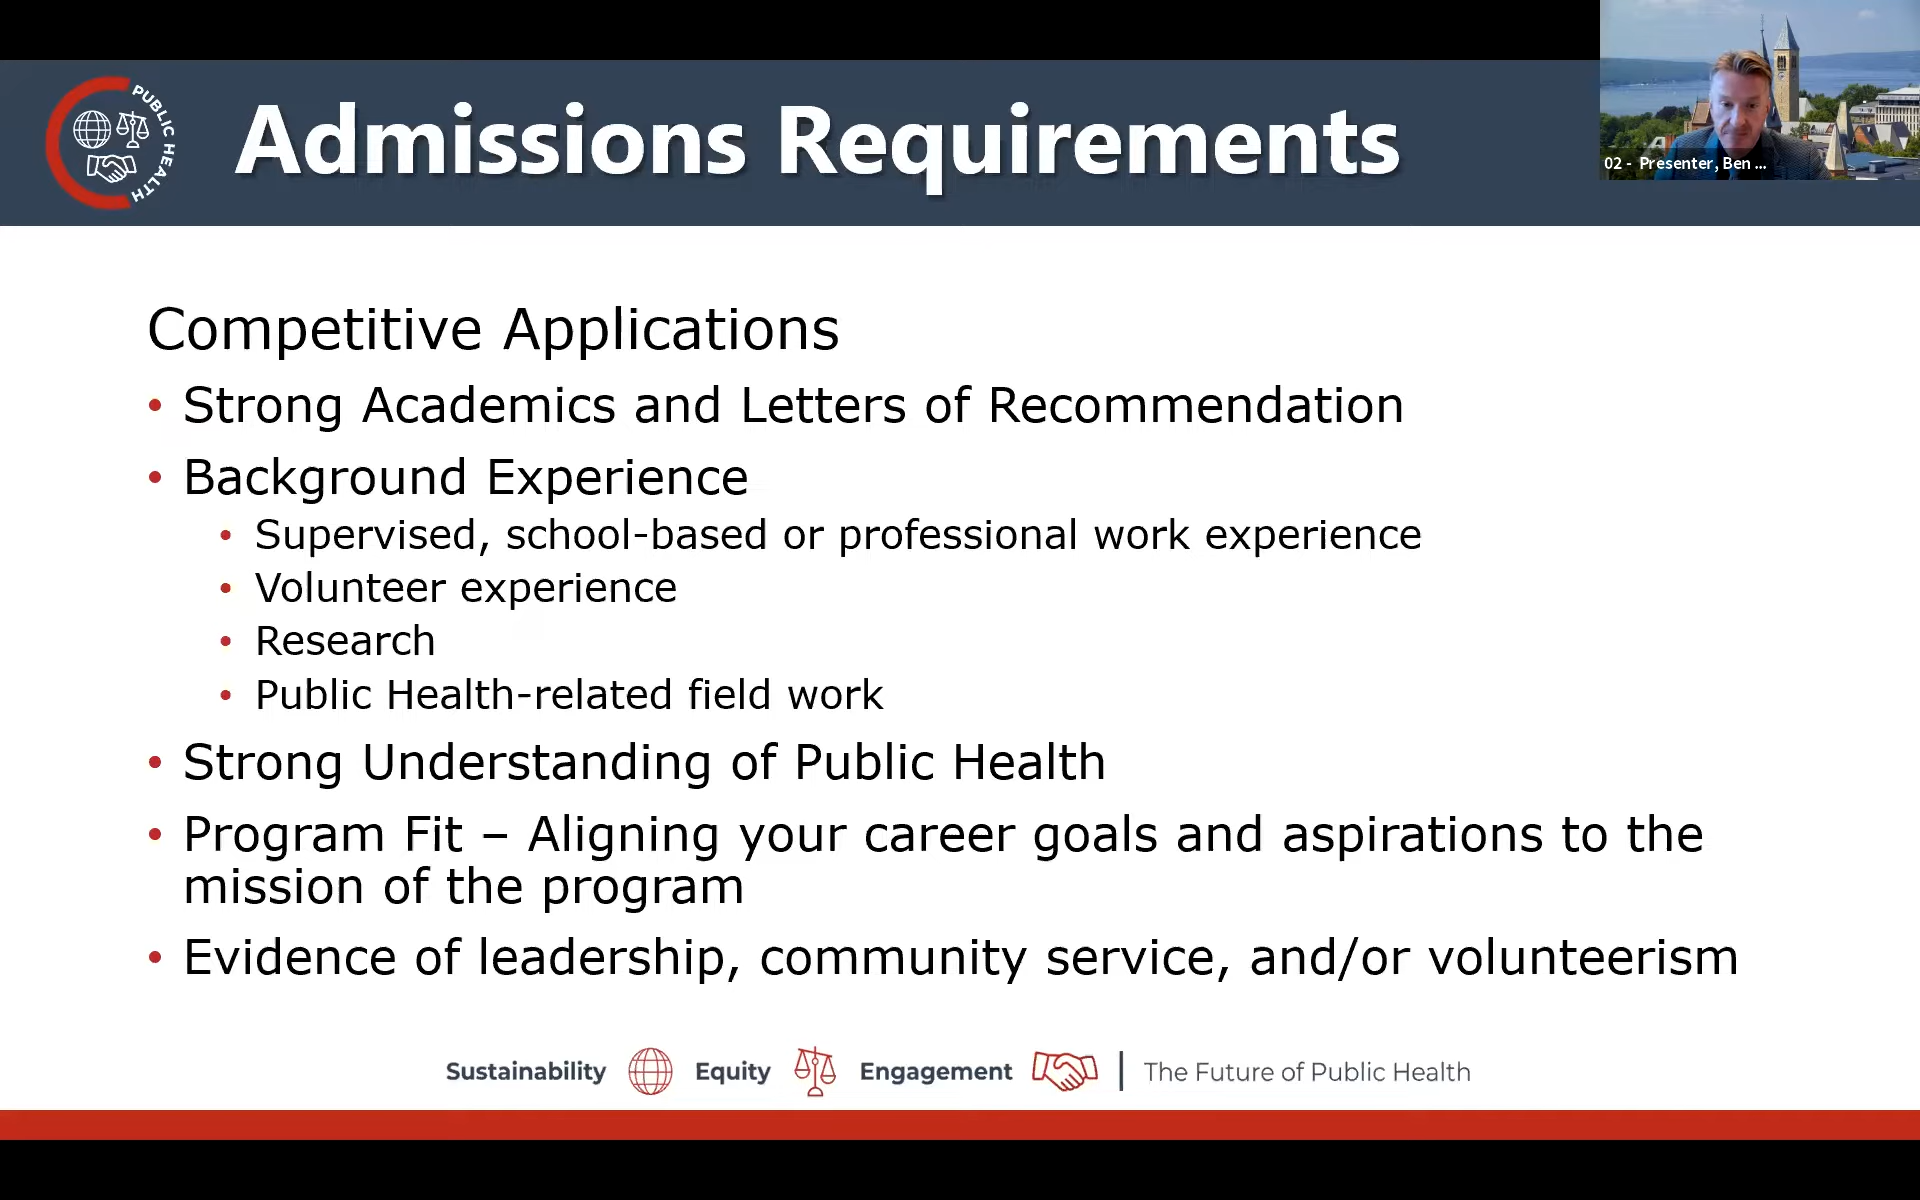 PUBLIC HEALTH
Admissions Requirements
02 - Presenter, Ben ...
Competitive Applications
• Strong Academics and Letters of Recommendation
• Background Experience
• Supervised, school-based or professional work experience
• Volunteer experience
• Research
• Public Health-related field work
• Strong Understanding of Public Health
• Program Fit – Aligning your career goals and aspirations to the
mission of the program
• Evidence of leadership, community service, and/or volunteerism
Sustainability Equity Engagement | The Future of Public Health